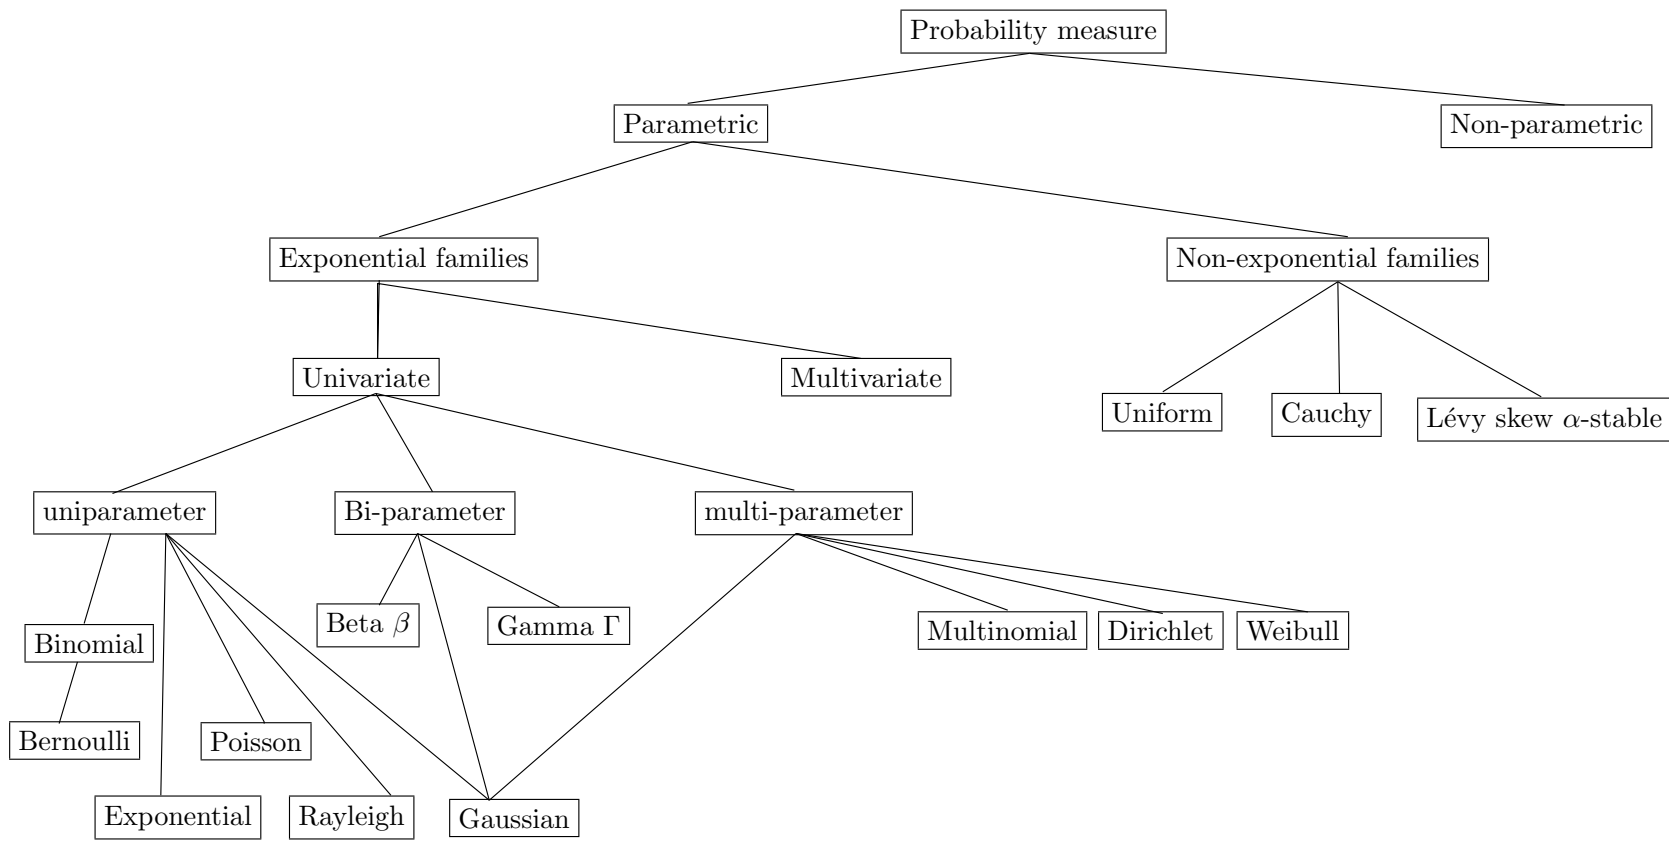 Probability measure
Parametric
Non-parametric
Exponential families
Non-exponential families
Univariate
Multivariate
Uniform
Cauchy
Lévy skew α-stable
uniparameter
Bi-parameter
multi-parameter
Binomial
Beta β
Gamma Γ
Multinomial
Dirichlet
Weibull
Bernoulli
Poisson
Exponential
Rayleigh
Gaussian